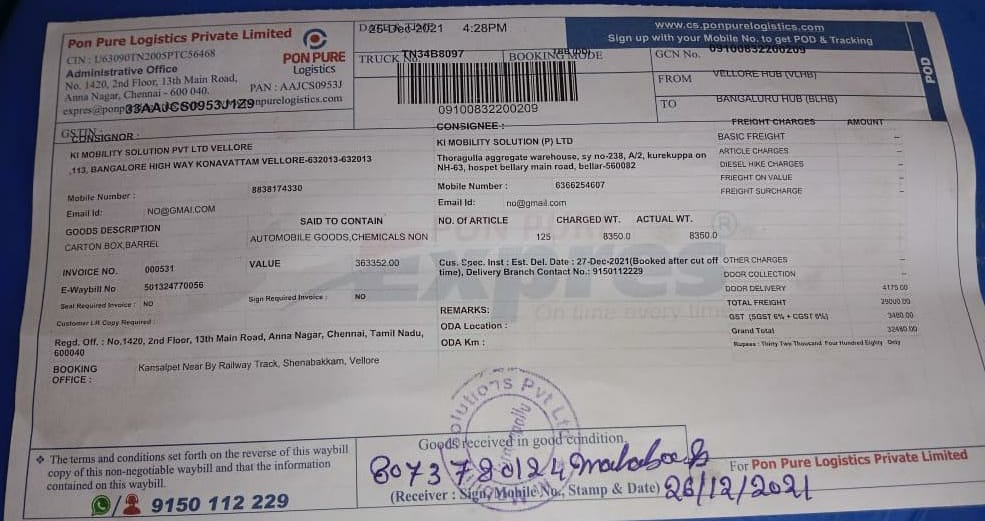 Pon Pure Logistics Private Limited
CIN : U63090TN2005PTC56468
Administrative Office
No. 1420, 2nd Floor, 13th Main Road,
Anna Nagar, Chennai - 600 040.
PAN : AAJCS0953J
33AAJCS0953J1Z9
GSTIN :
PON PURE
Logistics
25-Dec-2021 4:28PM
TRUCK No. TN34B8097
BOOKING MODE
09100832200209
www.cs.ponpurelogistics.com
Sign up with your Mobile No. to get POD & Tracking
GCN No. 09100832200209
FROM VELLORE HUB (VLHB)
TO BANGALURU HUB (BLHB)
POD
CONSIGNOR :
KI MOBILITY SOLUTION PVT LTD VELLORE
,113, BANGALORE HIGH WAY KONAVATTAM VELLORE-632013-632013
Mobile Number : 8838174330
Email Id: NO@GMAI.COM
CONSIGNEE :
KI MOBILITY SOLUTION (P) LTD
Thoragulla aggregate warehouse, sy no-238, A/2, kurekuppa on
NH-63, hospet bellary main road, bellar-560082
Mobile Number : 6366254607
Email Id: no@gmail.com
FREIGHT CHARGES AMOUNT
BASIC FREIGHT --
ARTICLE CHARGES --
DIESEL HIKE CHARGES --
FRIEGHT ON VALUE --
FREIGHT SURCHARGE --
GOODS DESCRIPTION
CARTON BOX,BARREL
SAID TO CONTAIN
AUTOMOBILE GOODS,CHEMICALS NON
NO. OF ARTICLE CHARGED WT. ACTUAL WT.
125 8350.0 8350.0
INVOICE NO. 000531
VALUE 363352.00
E-Waybill No 501324770056
Seal Required Invoice : NO
Sign Required Invoice : NO
Customer LR Copy Required :
Cus. Spec. Inst : Est. Del. Date : 27-Dec-2021(Booked after cut off
time), Delivery Branch Contact No.: 9150112229
REMARKS:
ODA Location :
ODA Km :
OTHER CHARGES --
DOOR COLLECTION --
DOOR DELIVERY 4175.00
TOTAL FREIGHT 29000.00
GST (SGST 6% + CGST 6%) 3480.00
Grand Total 32480.00
Rupees : Thirty Two Thousand Four Hundred Eighty Only
PON PURE
Expres
On time every time
Regd. Off. : No.1420, 2nd Floor, 13th Main Road, Anna Nagar, Chennai, Tamil Nadu,
600040
BOOKING OFFICE : Kansalpet Near By Railway Track, Shenabakkam, Vellore
❖ The terms and conditions set forth on the reverse of this waybill
copy of this non-negotiable waybill and that the information
contained on this waybill.
9150 112 229
Goods received in good condition,
8073780124
(Receiver : Sign, Mobile No., Stamp & Date) 26/12/2021
For Pon Pure Logistics Private Limited